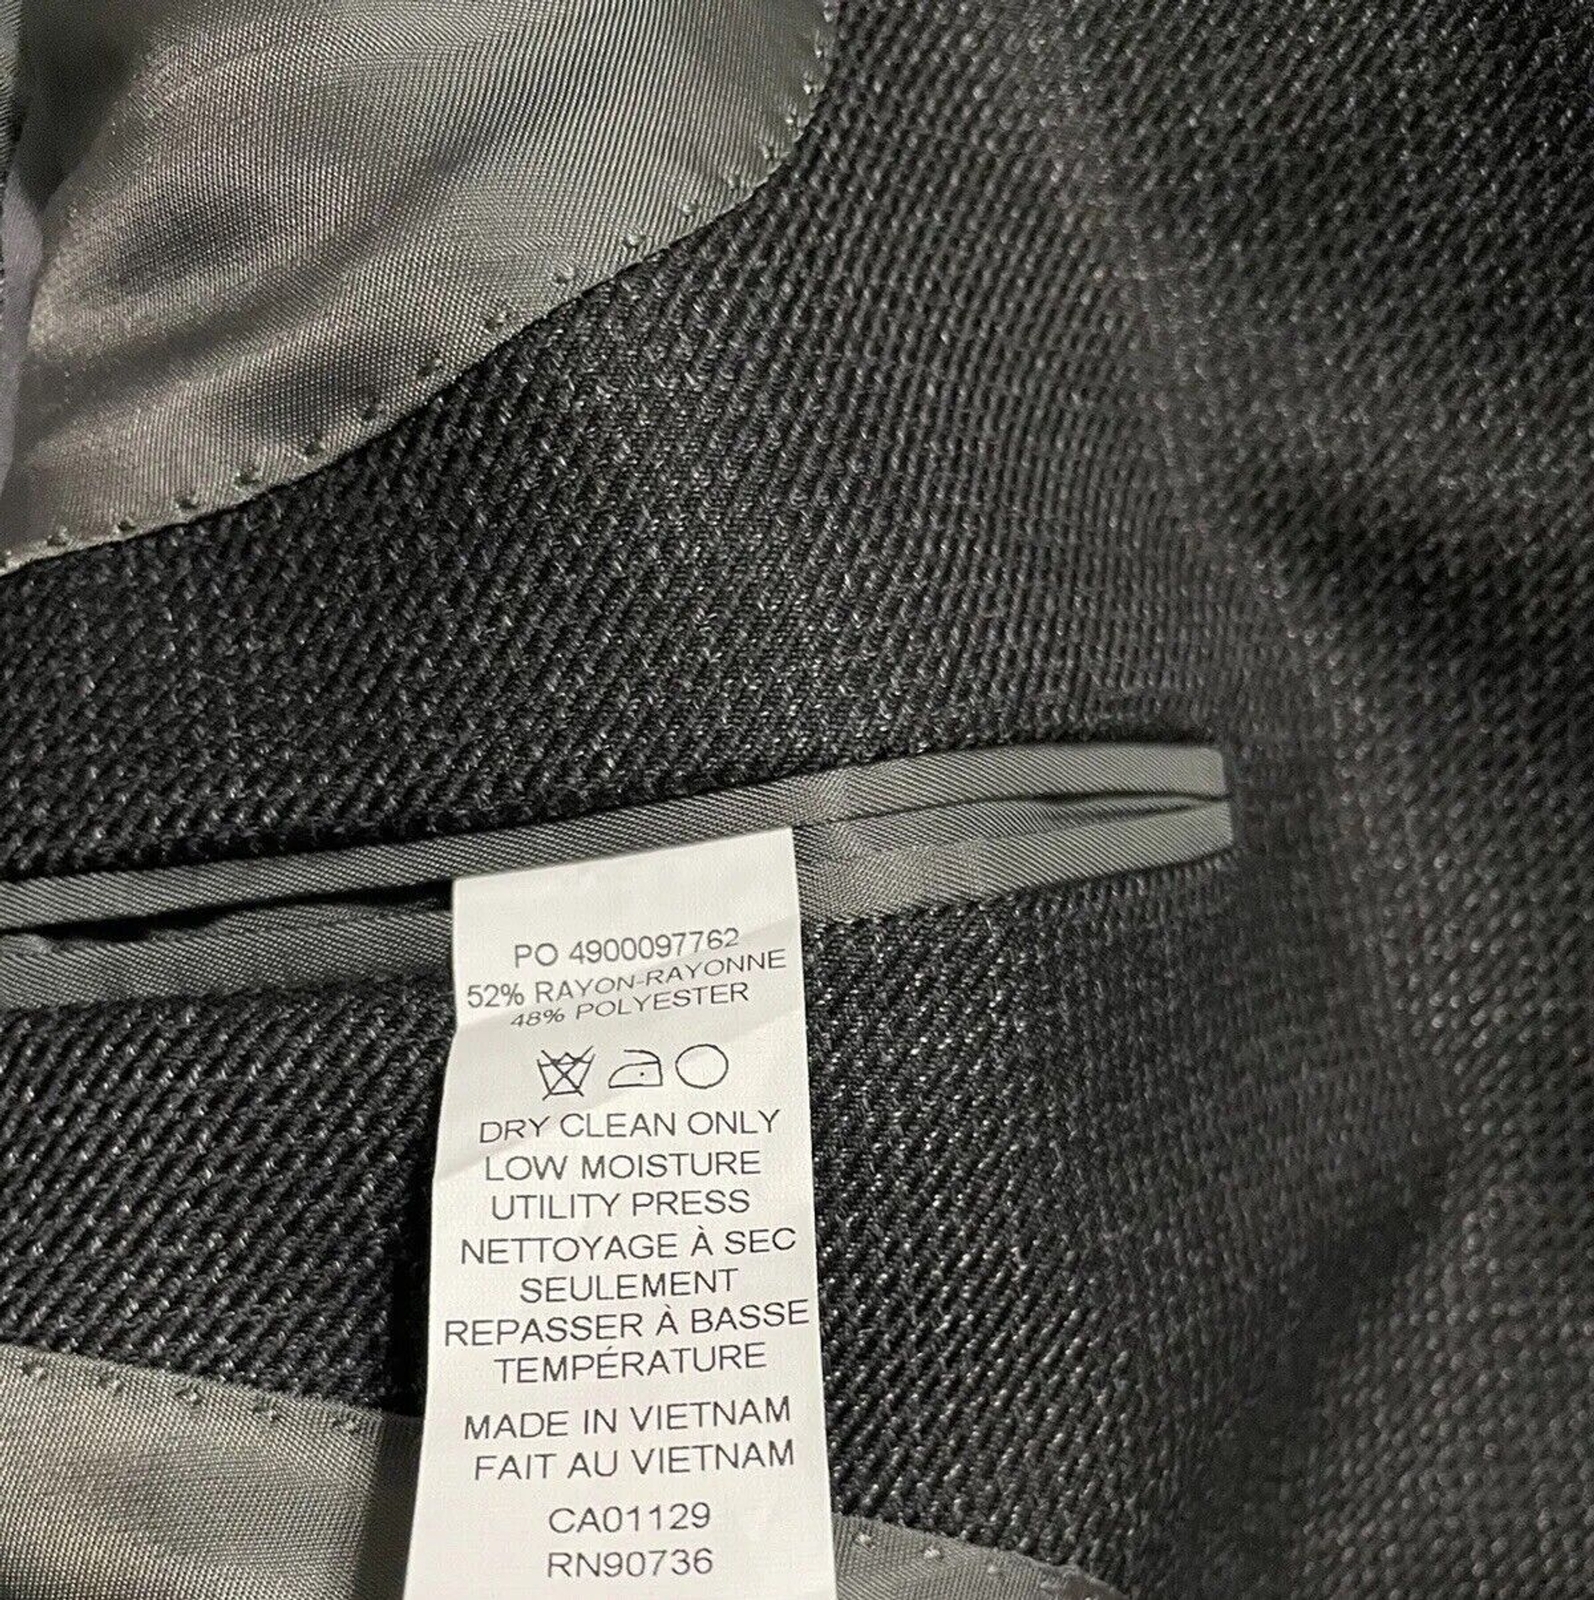 PO 4900097762
52% RAYON-RAYONNE
48% POLYESTER
DRY CLEAN ONLY
LOW MOISTURE
UTILITY PRESS
NETTOYAGE À SEC
SEULEMENT
REPASSER À BASSE
TEMPÉRATURE
MADE IN VIETNAM
FAIT AU VIETNAM
CA01129
RN90736